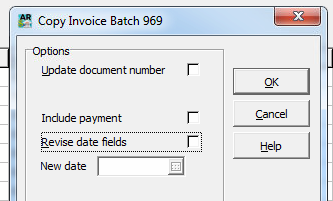 AR
Copy Invoice Batch 969
Options
Update document number
OK
Include payment
Cancel
Revise date fields
Help
New date